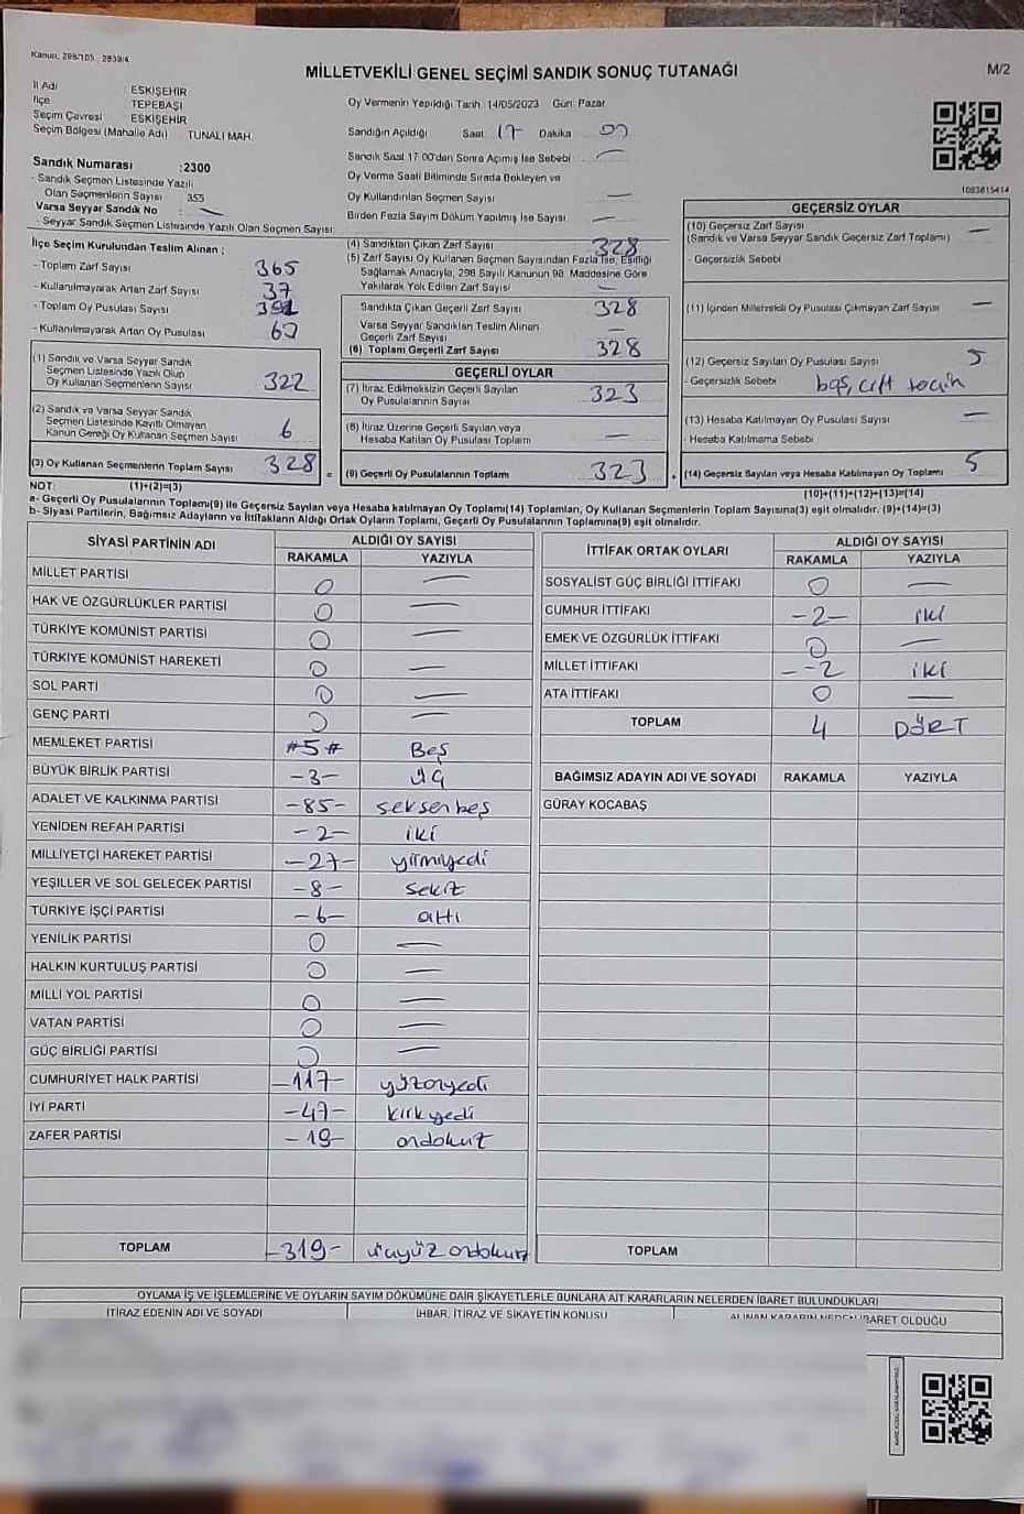 Kanun, 298/105 - 2839/4
MİLLETVEKİLİ GENEL SEÇİMİ SANDIK SONUÇ TUTANAĞI
M/2
İl Adı : ESKİŞEHİR
İlçe : TEPEBAŞI
Seçim Çevresi : ESKİŞEHİR
Seçim Bölgesi (Mahalle Adı) : TUNALI MAH.
Sandık Numarası :2300
- Sandık Seçmen Listesinde Yazılı
Olan Seçmenlerin Sayısı : 355
Varsa Seyyar Sandık No : —
- Seyyar Sandık Seçmen Listesinde Yazılı Olan Seçmen Sayısı:
Oy Vermenin Yapıldığı Tarih: 14/05/2023 Gün: Pazar
Sandığın Açıldığı Saat: 17 Dakika:
Sandık Saat 17:00'dan Sonra Açılmış İse Sebebi: —
Oy Verme Saati Bitiminde Sırada Bekleyen ve
Oy Kullandırılan Seçmen Sayısı: —
Birden Fazla Sayım Döküm Yapılmış İse Sayısı: —
1083815414
İlçe Seçim Kurulundan Teslim Alınan ;
- Toplam Zarf Sayısı : 365
- Kullanılmayarak Artan Zarf Sayısı : 37
- Toplam Oy Pusulası Sayısı :
- Kullanılmayarak Artan Oy Pusulası :
(1) Sandık ve Varsa Seyyar Sandık
Seçmen Listesinde Yazılı Olup
Oy Kullanan Seçmenlerin Sayısı : 322
(2) Sandık ve Varsa Seyyar Sandık
Seçmen Listesinde Kayıtlı Olmayan
Kanun Gereği Oy Kullanan Seçmen Sayısı : 6
(3) Oy Kullanan Seçmenlerin Toplam Sayısı : 328 =
(4) Sandıktan Çıkan Zarf Sayısı : 328
(5) Zarf Sayısı Oy Kullanan Seçmen Sayısından Fazla İse, Eşitliği
Sağlamak Amacıyla, 298 Sayılı Kanunun 98. Maddesine Göre
Yakılarak Yok Edilen Zarf Sayısı : —
Sandıkta Çıkan Geçerli Zarf Sayısı : 328
Varsa Seyyar Sandıktan Teslim Alınan
Geçerli Zarf Sayısı : —
(6) Toplam Geçerli Zarf Sayısı : 328
GEÇERLİ OYLAR
(7) İtiraz Edilmeksizin Geçerli Sayılan
Oy Pusulalarının Sayısı : 323
(8) İtiraz Üzerine Geçerli Sayılan veya
Hesaba Katılan Oy Pusulası Toplamı : —
(9) Geçerli Oy Pusulalarının Toplamı : 323 +
GEÇERSİZ OYLAR
(10) Geçersiz Zarf Sayısı : —
(Sandık ve Varsa Seyyar Sandık Geçersiz Zarf Toplamı)
- Geçersizlik Sebebi :
(11) İçinden Milletvekili Oy Pusulası Çıkmayan Zarf Sayısı : —
(12) Geçersiz Sayılan Oy Pusulası Sayısı : 5
- Geçersizlik Sebebi : boş, çift tercih
(13) Hesaba Katılmayan Oy Pusulası Sayısı : —
- Hesaba Katılmama Sebebi :
(14) Geçersiz Sayılan veya Hesaba Katılmayan Oy Toplamı : 5
NOT: (1)+(2)=(3)
(10)+(11)+(12)+(13)=(14)
a- Geçerli Oy Pusulalarının Toplamı(9) ile Geçersiz Sayılan veya Hesaba katılmayan Oy Toplamı(14) Toplamları, Oy Kullanan Seçmenlerin Toplam Sayısına(3) eşit olmalıdır. (9)+(14)=(3)
b- Siyasi Partilerin, Bağımsız Adayların ve İttifakların Aldığı Ortak Oyların Toplamı, Geçerli Oy Pusulalarının Toplamına(9) eşit olmalıdır.
SİYASİ PARTİNİN ADI
ALDIĞI OY SAYISI
RAKAMLA YAZIYLA
MİLLET PARTİSİ 0 —
HAK VE ÖZGÜRLÜKLER PARTİSİ 0 —
TÜRKİYE KOMÜNİST PARTİSİ 0 —
TÜRKİYE KOMÜNİST HAREKETİ 0 —
SOL PARTİ 0 —
GENÇ PARTİ 0 —
MEMLEKET PARTİSİ #5# BEŞ
BÜYÜK BİRLİK PARTİSİ -3- üç
ADALET VE KALKINMA PARTİSİ -85- seksenbeş
YENİDEN REFAH PARTİSİ -2- iki
MİLLİYETÇİ HAREKET PARTİSİ -27- yirmiyedi
YEŞİLLER VE SOL GELECEK PARTİSİ -8- sekiz
TÜRKİYE İŞÇİ PARTİSİ -6- altı
YENİLİK PARTİSİ 0 —
HALKIN KURTULUŞ PARTİSİ 0 —
MİLLİ YOL PARTİSİ 0 —
VATAN PARTİSİ 0 —
GÜÇ BİRLİĞİ PARTİSİ 0 —
CUMHURİYET HALK PARTİSİ -117- yüzonyedi
İYİ PARTİ -47- kırkyedi
ZAFER PARTİSİ -19- ondokuz
TOPLAM -319- üçyüz ondokuz
İTTİFAK ORTAK OYLARI
ALDIĞI OY SAYISI
RAKAMLA YAZIYLA
SOSYALİST GÜÇ BİRLİĞİ İTTİFAKI 0 —
CUMHUR İTTİFAKI -2- iki
EMEK VE ÖZGÜRLÜK İTTİFAKI 0 —
MİLLET İTTİFAKI --2 iki
ATA İTTİFAKI 0 —
TOPLAM 4 DÖRT
BAĞIMSIZ ADAYIN ADI VE SOYADI RAKAMLA YAZIYLA
GÜRAY KOCABAŞ
TOPLAM
OYLAMA İŞ VE İŞLEMLERİNE VE OYLARIN SAYIM DÖKÜMÜNE DAİR ŞİKAYETLERLE BUNLARA AİT KARARLARIN NELERDEN İBARET BULUNDUKLARI
İTİRAZ EDENİN ADI VE SOYADI
İHBAR, İTİRAZ VE ŞİKAYETİN KONUSU
ALINAN KARARIN NEDEN İBARET OLDUĞU